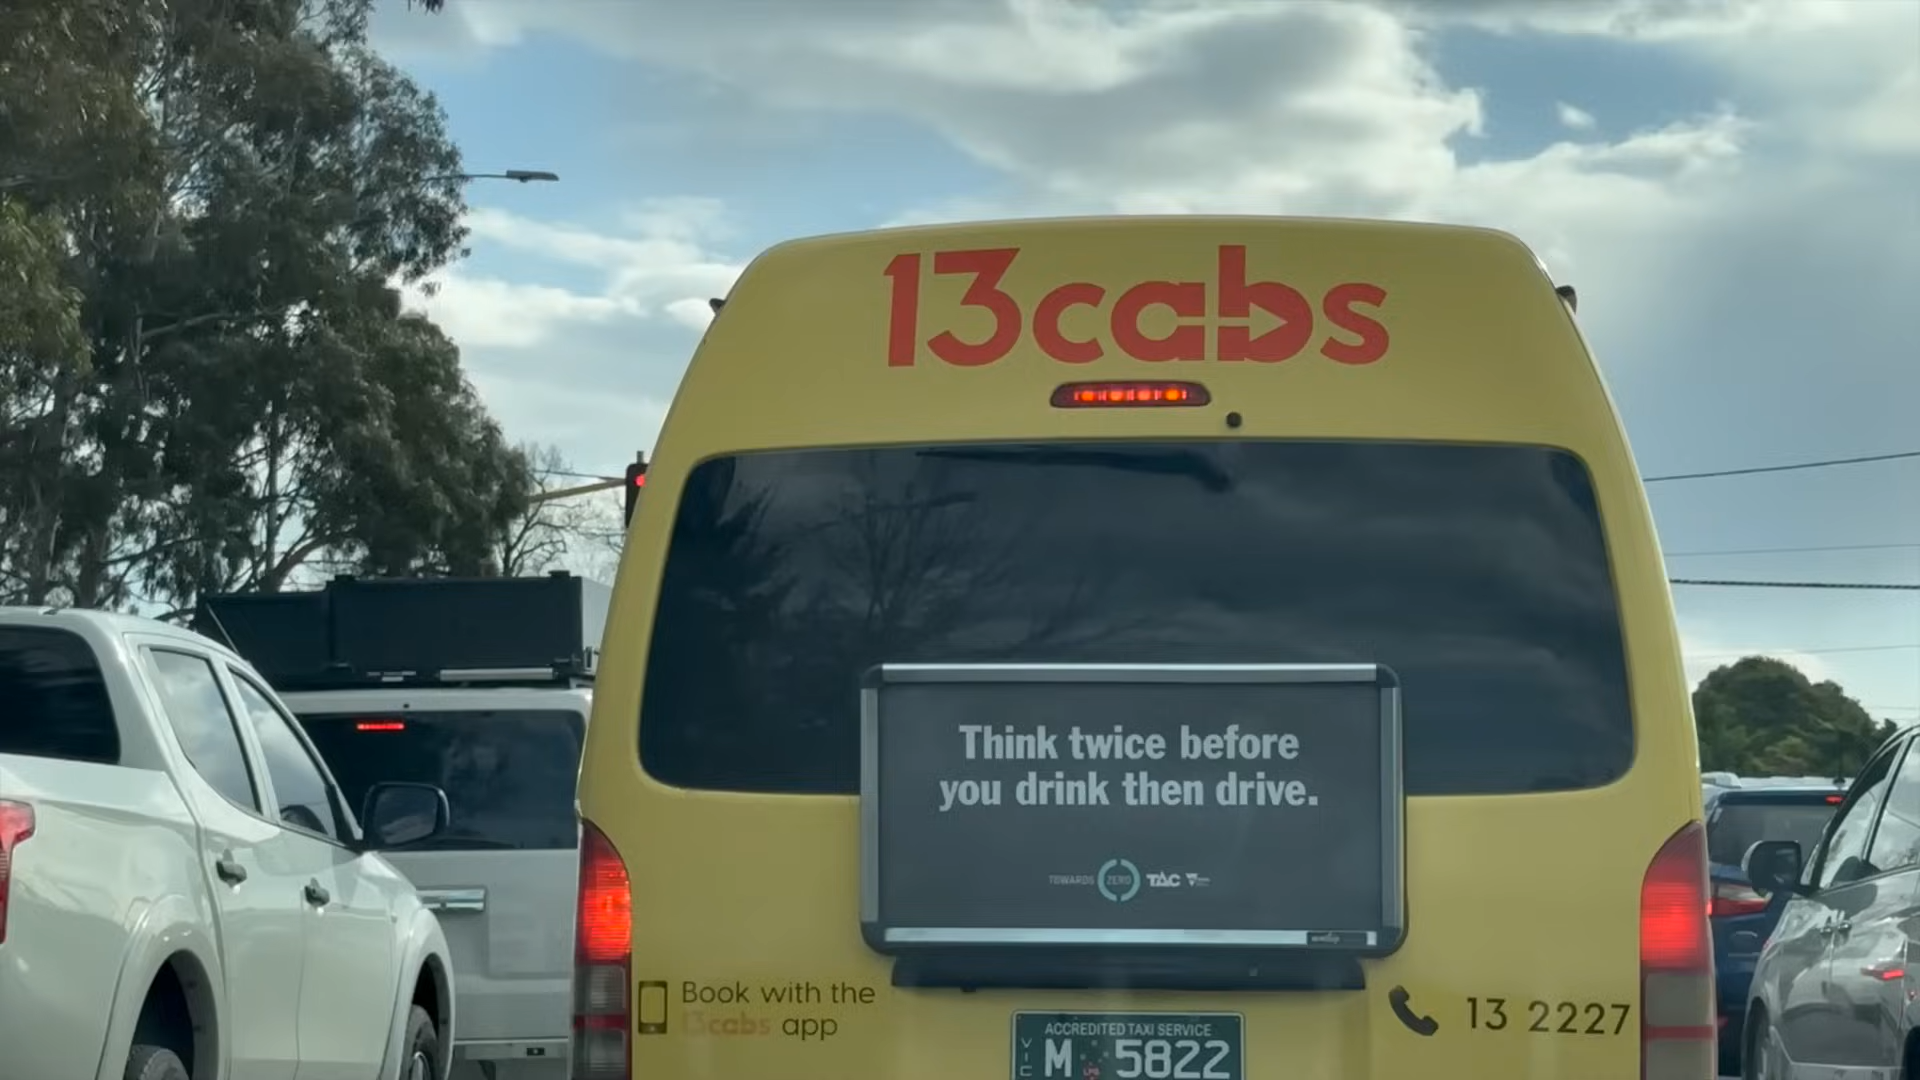 13cabs
Think twice before
you drink then drive.
TOWARDS ZERO TAC
Book with the
13cabs app
13 2227
ACCREDITED TAXI SERVICE
VIC
M 5822